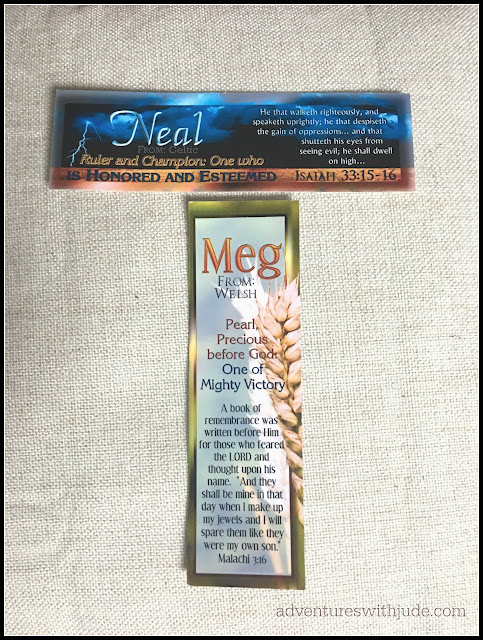 Neal
FROM: Celtic
Ruler and Champion: One who
is Honored and Esteemed
He that walketh righteously, and
speaketh uprightly; he that despiseth
the gain of oppressions... and that
shutteth his eyes from
seeing evil; he shall dwell
on high...
Isaiah 33:15-16
Meg
From:
Welsh
Pearl,
Precious
before God:
One of
Mighty Victory
A book of
remembrance was
written before Him
for those who feared
the LORD and
thought upon his
name. "And they
shall be mine in that
day when I make up
my jewels and I will
spare them like they
were my own son."
Malachi 3:16
adventureswithjude.com